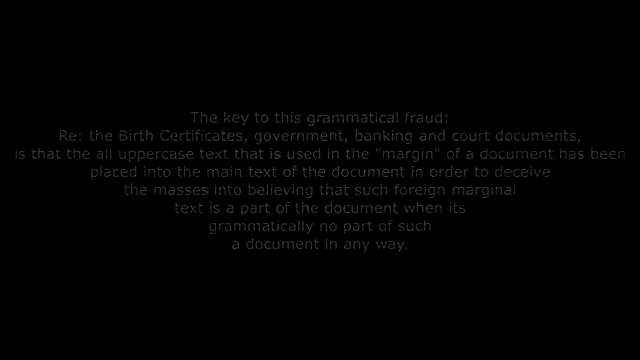 The key to this grammatical fraud:
Re: the Birth Certificates, government, banking and court documents,
is that the all uppercase text that is used in the "margin" of a document has been
placed into the main text of the document in order to deceive
the masses into believing that such foreign marginal
text is a part of the document when its
grammatically no part of such
a document in any way.